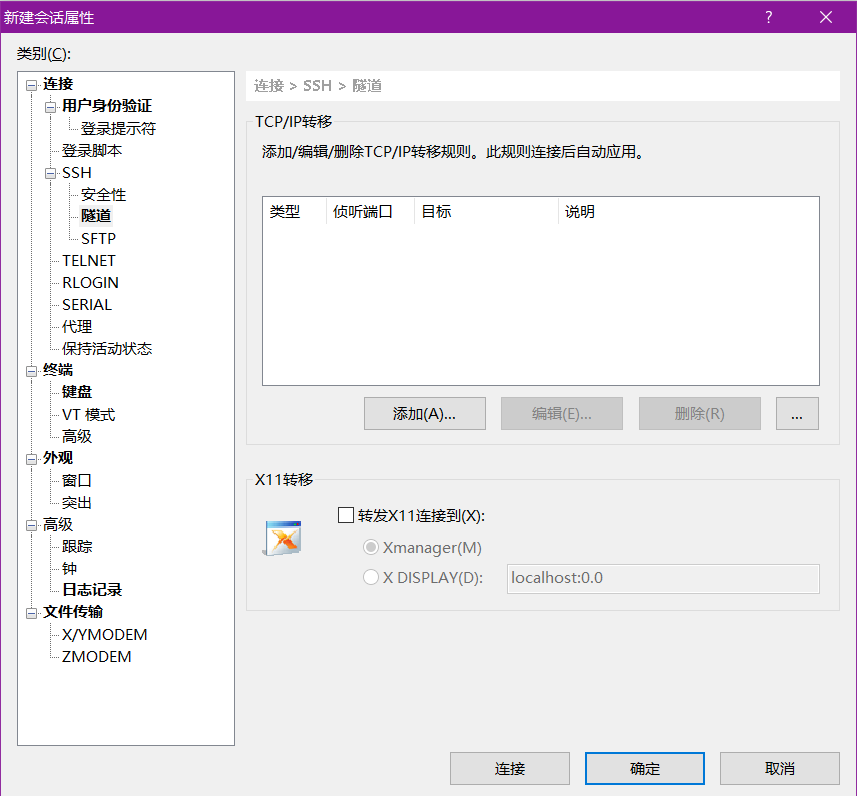 新建会话属性
?
类别(C):
连接
用户身份验证
登录提示符
登录脚本
SSH
安全性
隧道
SFTP
TELNET
RLOGIN
SERIAL
代理
保持活动状态
终端
键盘
VT 模式
高级
外观
窗口
突出
高级
跟踪
钟
日志记录
文件传输
X/YMODEM
ZMODEM
连接 > SSH > 隧道
TCP/IP转移
添加/编辑/删除TCP/IP转移规则。此规则连接后自动应用。
类型 侦听端口 目标 说明
添加(A)... 编辑(E)... 删除(R) ...
X11转移
转发X11连接到(X):
Xmanager(M)
X DISPLAY(D): localhost:0.0
连接 确定 取消